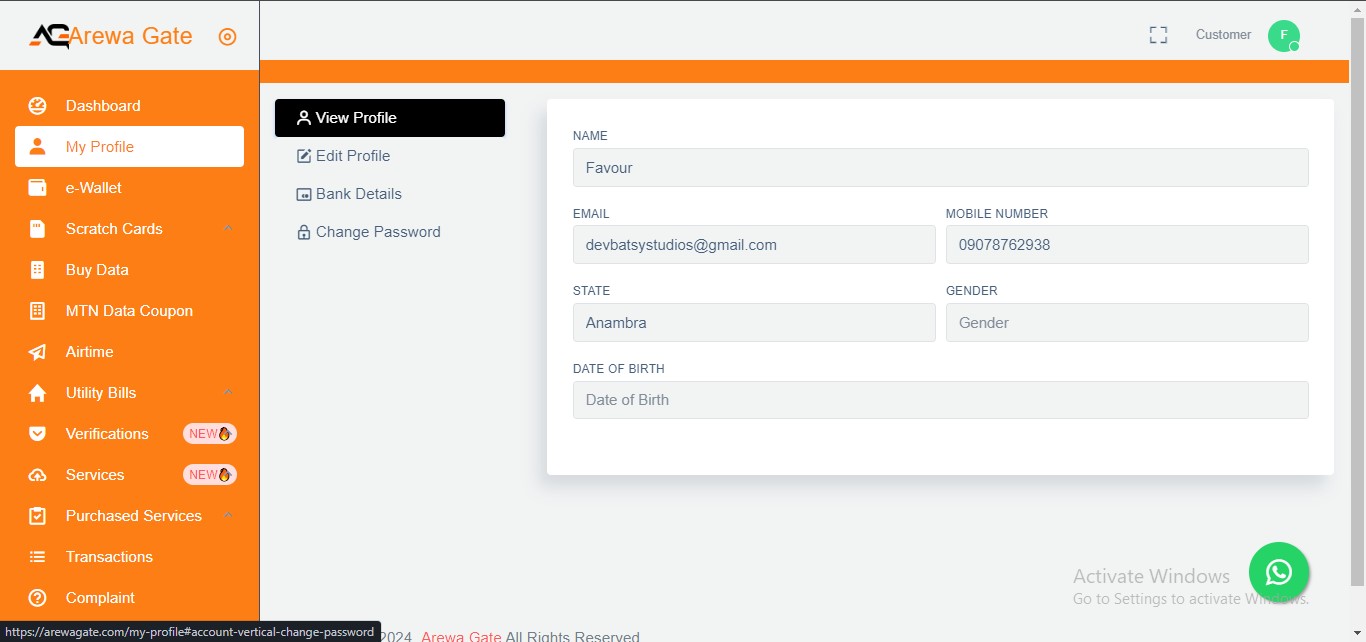 Arewa Gate
Customer
F
Dashboard
My Profile
e-Wallet
Scratch Cards
Buy Data
MTN Data Coupon
Airtime
Utility Bills
Verifications NEW
Services NEW
Purchased Services
Transactions
Complaint
View Profile
Edit Profile
Bank Details
Change Password
NAME
Favour
EMAIL
devbatsystudios@gmail.com
MOBILE NUMBER
09078762938
STATE
Anambra
GENDER
Gender
DATE OF BIRTH
Date of Birth
Activate Windows
Go to Settings to activate Windows.
2024 Arewa Gate All Rights Reserved
https://arewagate.com/my-profile#account-vertical-change-password